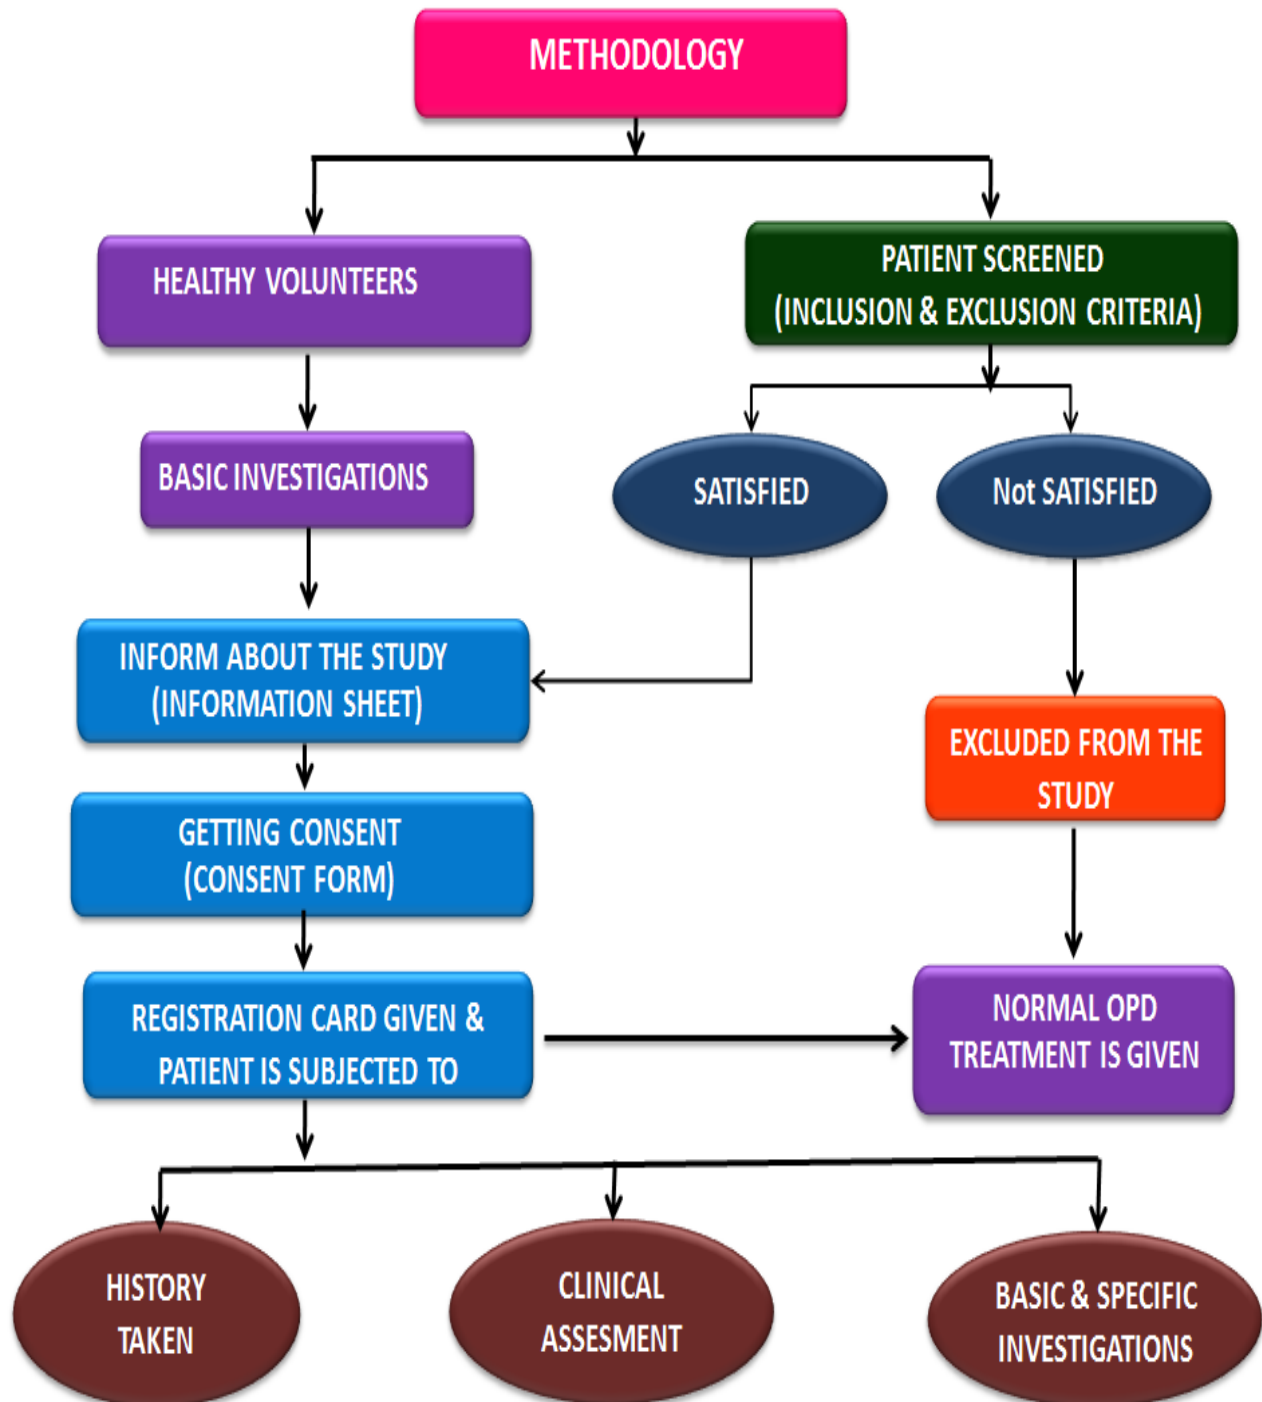 METHODOLOGY
HEALTHY VOLUNTEERS
PATIENT SCREENED
(INCLUSION & EXCLUSION CRITERIA)
BASIC INVESTIGATIONS
SATISFIED
Not SATISFIED
INFORM ABOUT THE STUDY
(INFORMATION SHEET)
EXCLUDED FROM THE
STUDY
GETTING CONSENT
(CONSENT FORM)
REGISTRATION CARD GIVEN &
PATIENT IS SUBJECTED TO
NORMAL OPD
TREATMENT IS GIVEN
HISTORY
TAKEN
CLINICAL
ASSESMENT
BASIC & SPECIFIC
INVESTIGATIONS